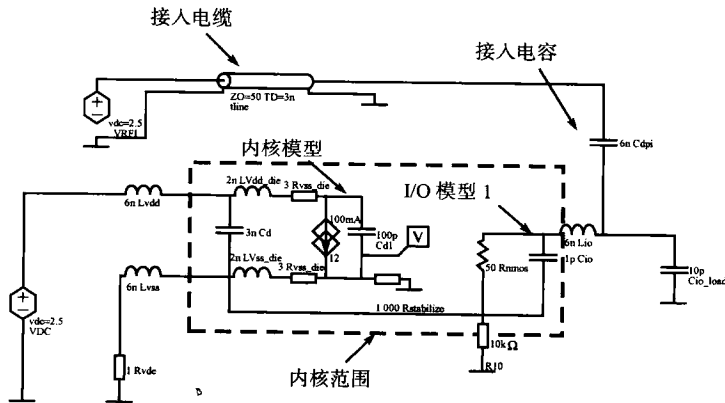 接入电缆
接入电容
ZO=50 TD=3n
tline
vdc=2.5
VRF1
6n Cdpi
内核模型
2n LVdd_die
3 Rvss_die
I/O 模型 1
6n Lvdd
100mA
100p
Cd1
V
3n Cd
I2
6n Lio
50 Rnmos
1p Cio
2n LVss_die
3 Rvss_die
10p
Cio_load
6n Lvss
vdc=2.5
VDC
1 000 Rstabilize
10kΩ
R10
1 Rvde
内核范围